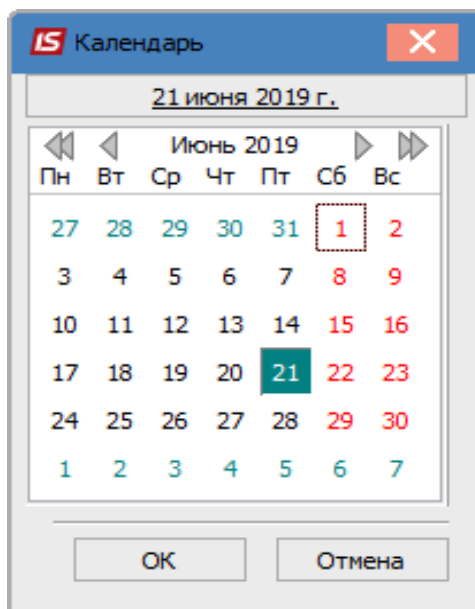 IS Календарь
21 июня 2019 г.
Июнь 2019
Пн Вт Ср Чт Пт Сб Вс
27 28 29 30 31 1 2
3 4 5 6 7 8 9
10 11 12 13 14 15 16
17 18 19 20 21 22 23
24 25 26 27 28 29 30
1 2 3 4 5 6 7
ОК Отмена